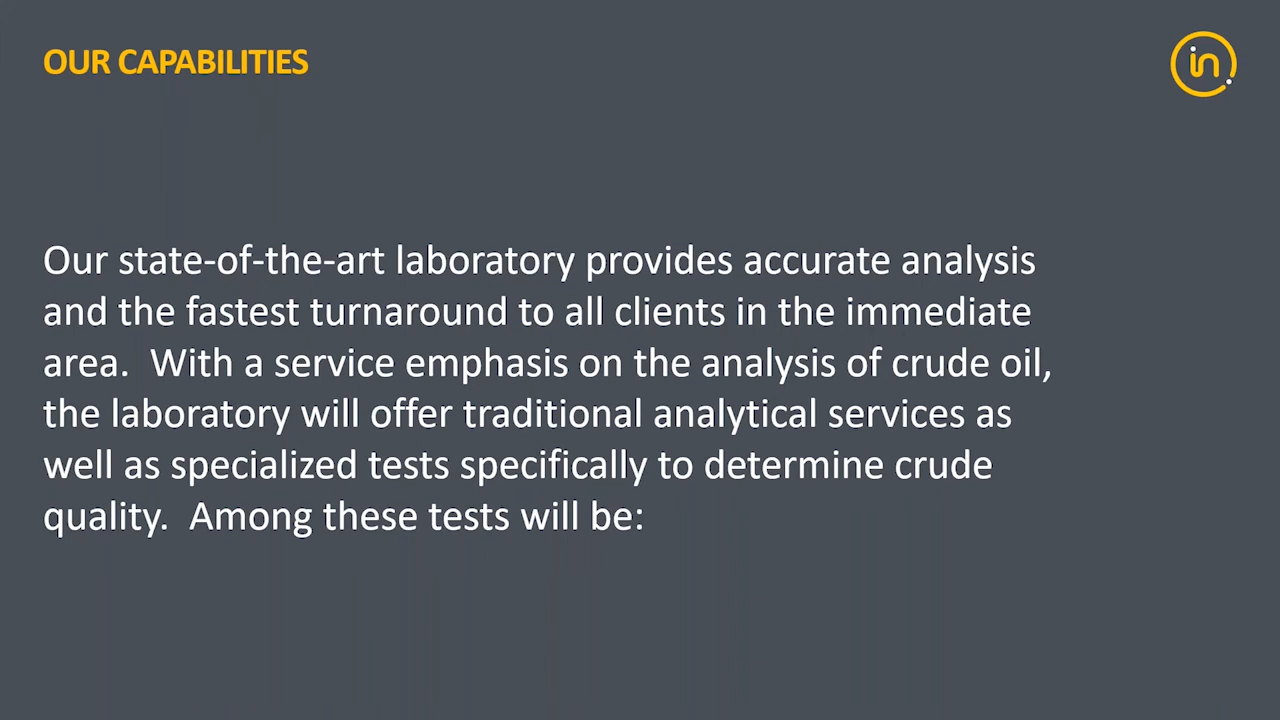 OUR CAPABILITIES
in
Our state-of-the-art laboratory provides accurate analysis
and the fastest turnaround to all clients in the immediate
area.  With a service emphasis on the analysis of crude oil,
the laboratory will offer traditional analytical services as
well as specialized tests specifically to determine crude
quality.  Among these tests will be: